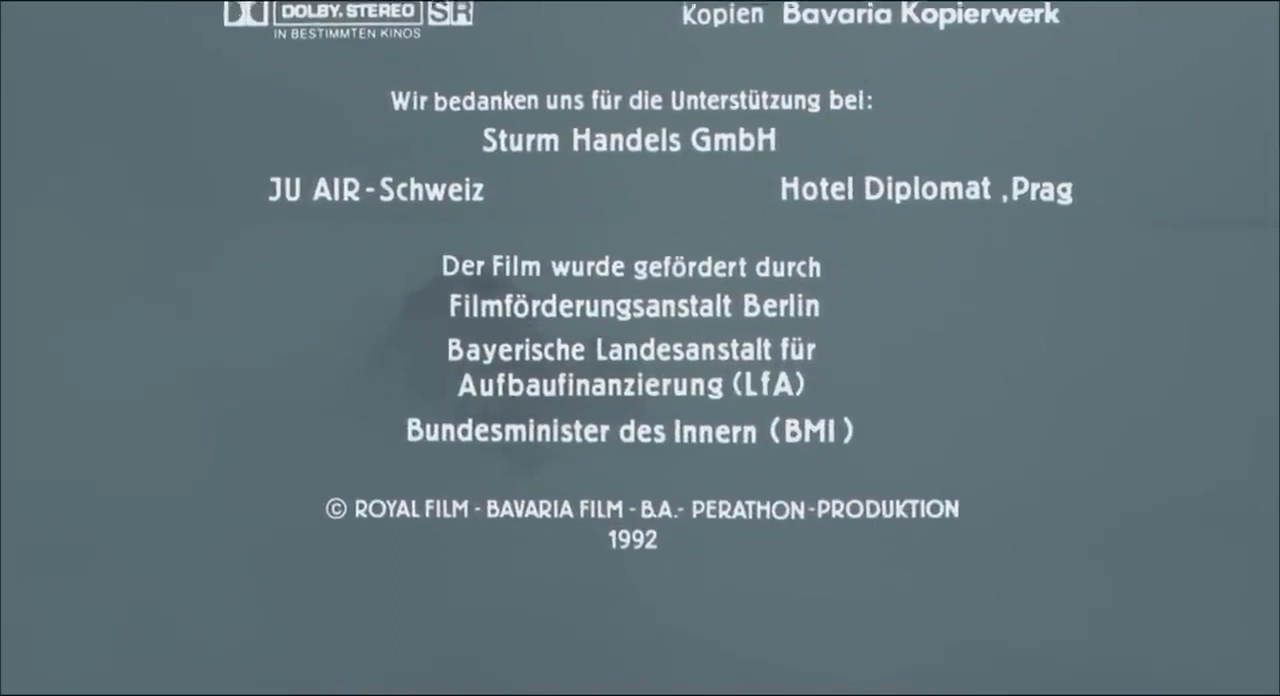 DOLBY. STEREO SR
IN BESTIMMTEN KINOS
Kopien Bavaria Kopierwerk
Wir bedanken uns für die Unterstützung bei:
Sturm Handels GmbH
JU AIR-Schweiz
Hotel Diplomat ,Prag
Der Film wurde gefördert durch
Filmförderungsanstalt Berlin
Bayerische Landesanstalt für
Aufbaufinanzierung (LfA)
Bundesminister des Innern (BMI)
© ROYAL FILM - BAVARIA FILM - B.A.- PERATHON-PRODUKTION
1992